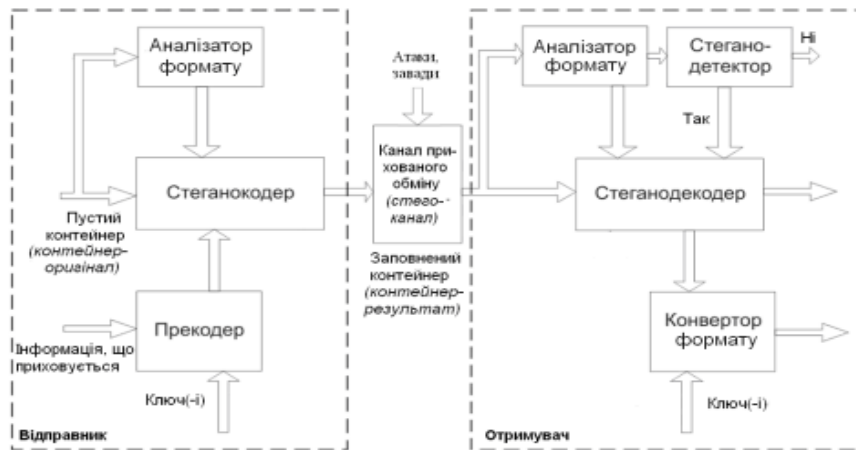 Аналізатор
формату
Стеганокодер
Пустий
контейнер
(контейнер-
оригінал)
Прекодер
Інформація, що
приховується
Ключ(-і)
Відправник
Атаки,
завади
Канал при-
хованого
обміну
(стего-
канал)
Заповнений
контейнер
(контейнер-
результат)
Аналізатор
формату
Стегано-
детектор
Ні
Так
Стеганодекодер
Конвертор
формату
Ключ(-і)
Отримувач